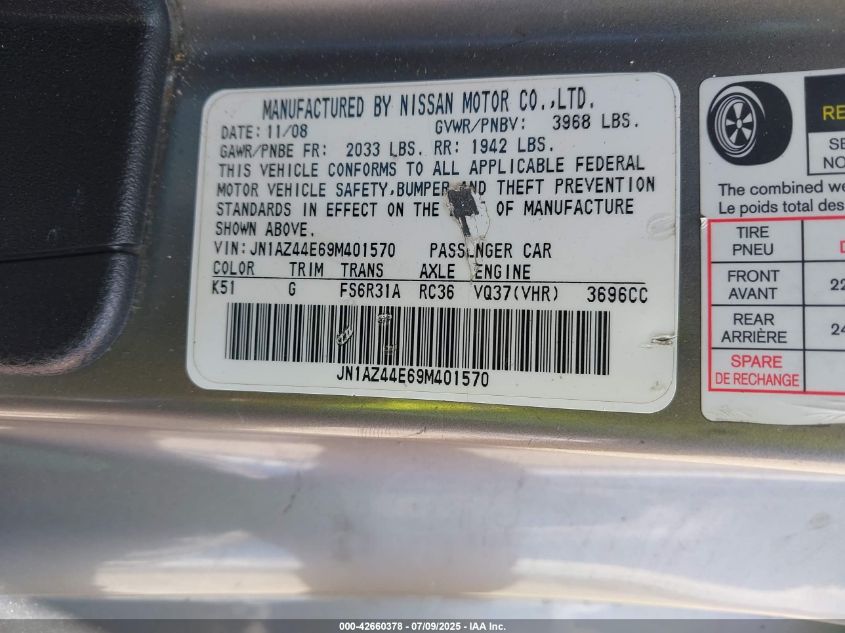 MANUFACTURED BY NISSAN MOTOR CO.,LTD.
DATE: 11/08 GVWR/PNBV: 3968 LBS.
GAWR/PNBE FR: 2033 LBS. RR: 1942 LBS.
THIS VEHICLE CONFORMS TO ALL APPLICABLE FEDERAL
MOTOR VEHICLE SAFETY, BUMPER AND THEFT PREVENTION
STANDARDS IN EFFECT ON THE OF MANUFACTURE
SHOWN ABOVE.
VIN: JN1AZ44E69M401570 PASSENGER CAR
COLOR TRIM TRANS AXLE ENGINE
K51 G FS6R31A RC36 VQ37(VHR) 3696CC
JN1AZ44E69M401570
The combined we
Le poids total des
TIRE
PNEU
FRONT
AVANT
22
REAR
ARRIÈRE
24
SPARE
DE RECHANGE
000-42660378 - 07/09/2025 - IAA Inc.